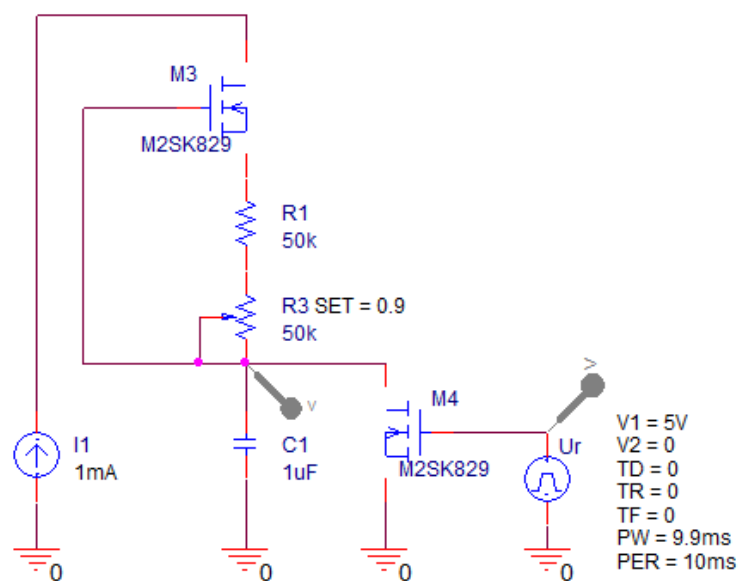 M3
M2SK829
R1
50k
R3 SET = 0.9
50k
M4
M2SK829
V
V
I1
1mA
C1
1uF
Ur
V1 = 5V
V2 = 0
TD = 0
TR = 0
TF = 0
PW = 9.9ms
PER = 10ms
0
0
0
0